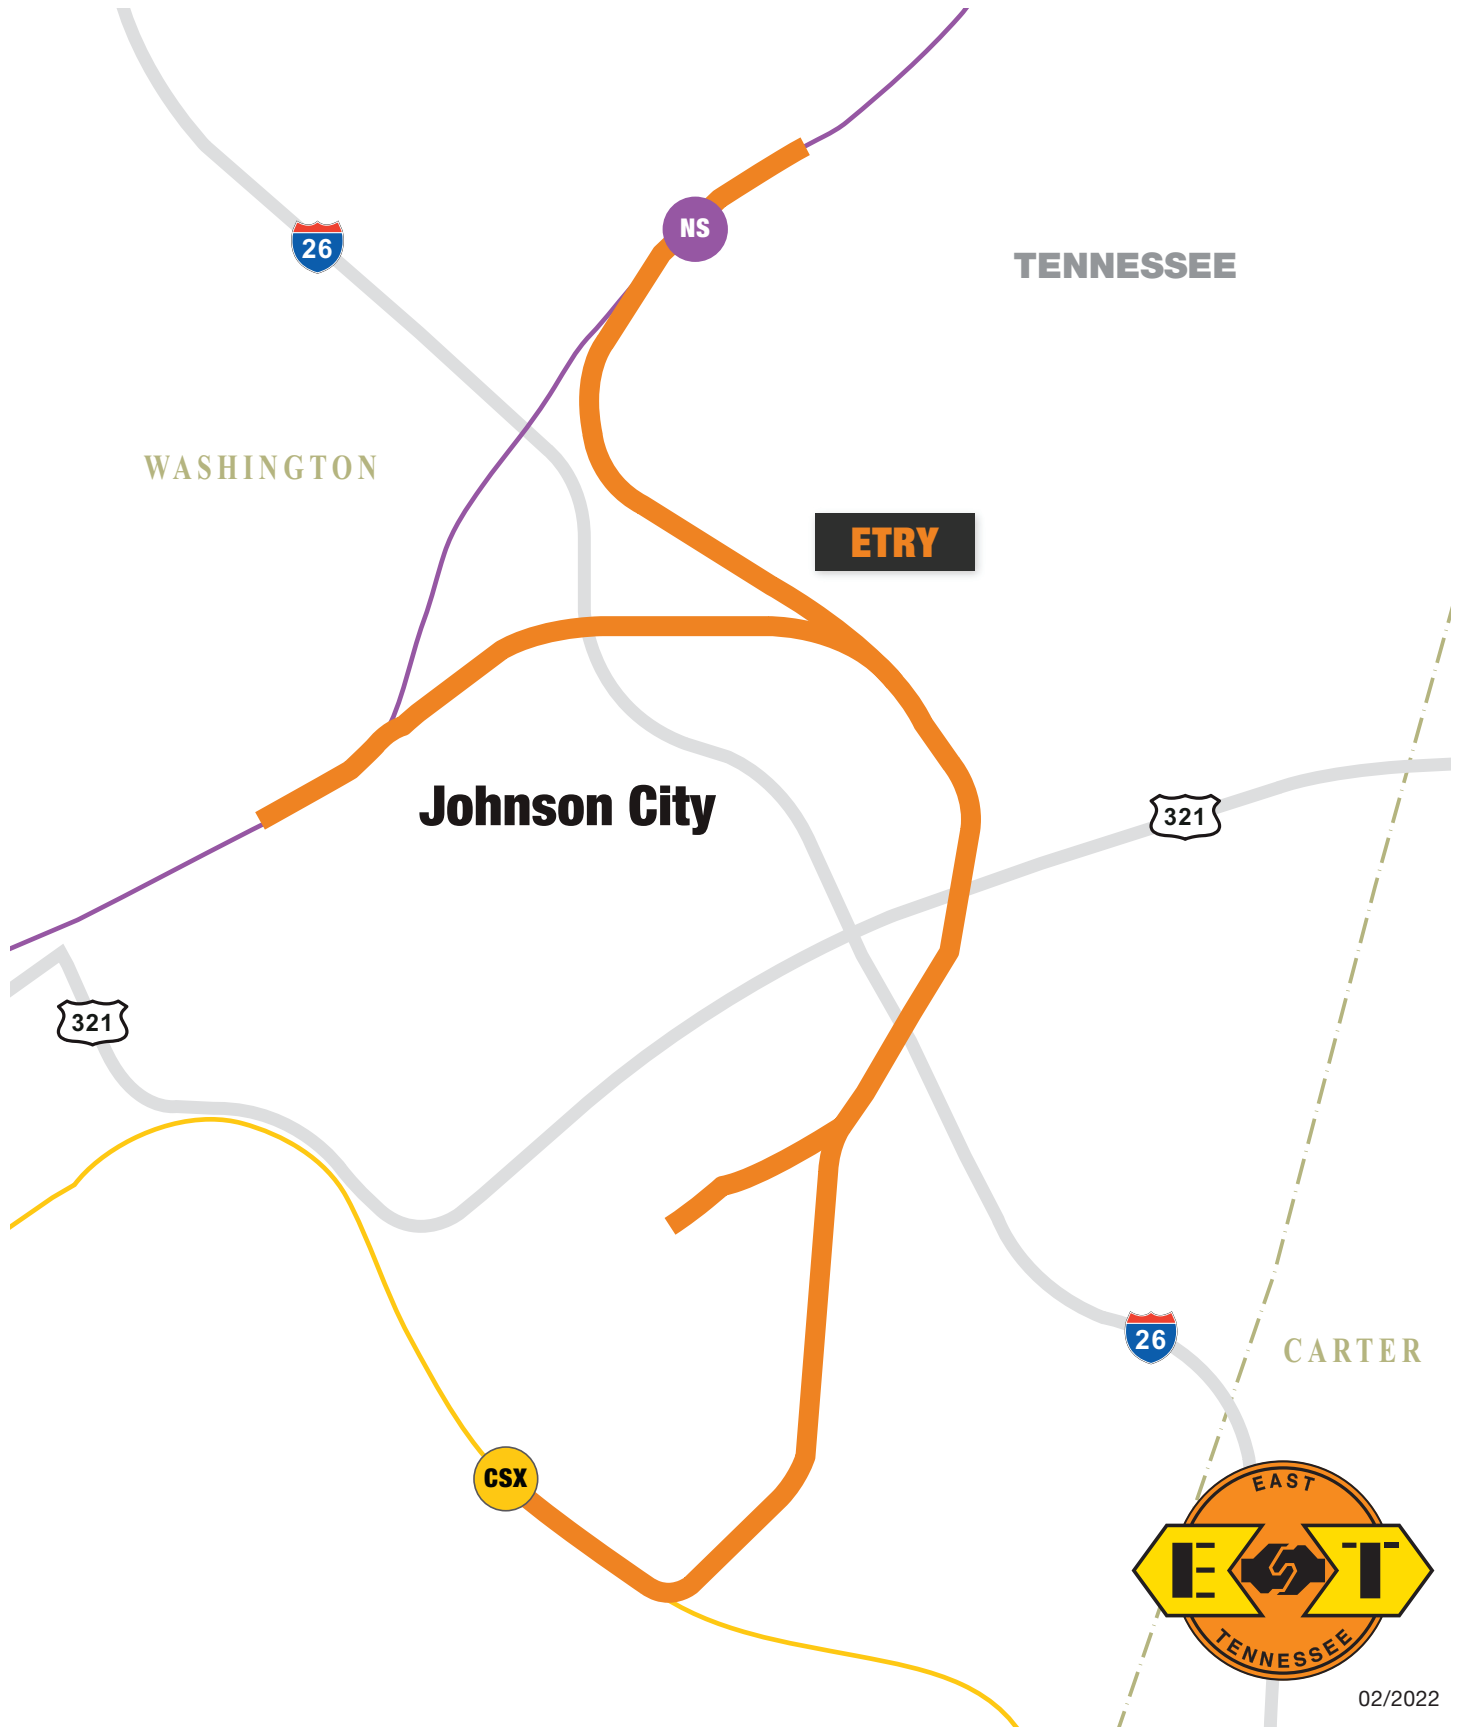 NS
26
TENNESSEE
WASHINGTON
ETRY
Johnson City
321
321
26
CARTER
CSX
EAST
E T
TENNESSEE
02/2022